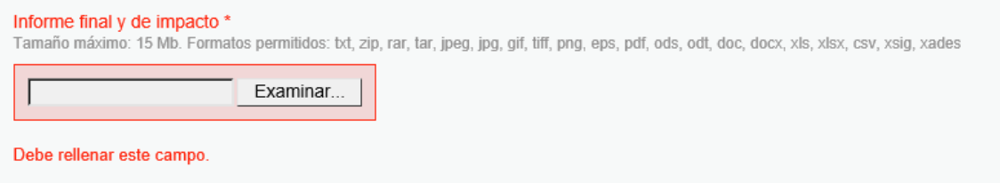 Informe final y de impacto *
Tamaño máximo: 15 Mb. Formatos permitidos: txt, zip, rar, tar, jpeg, jpg, gif, tiff, png, eps, pdf, ods, odt, doc, docx, xls, xlsx, csv, xsig, xades
Examinar...
Debe rellenar este campo.